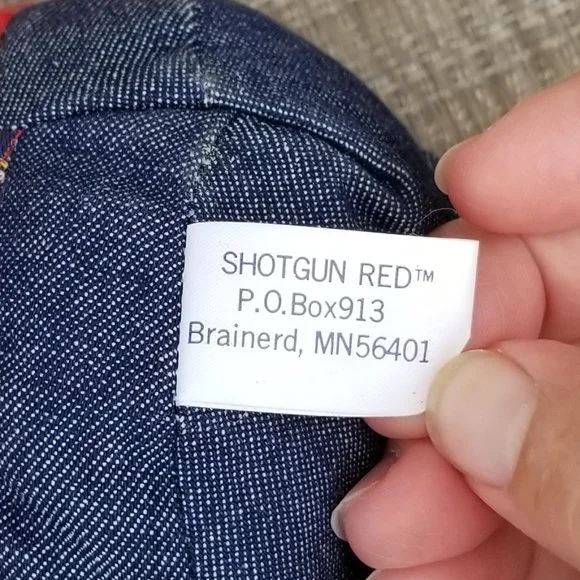 SHOTGUN RED™
P.O.Box913
Brainerd, MN56401